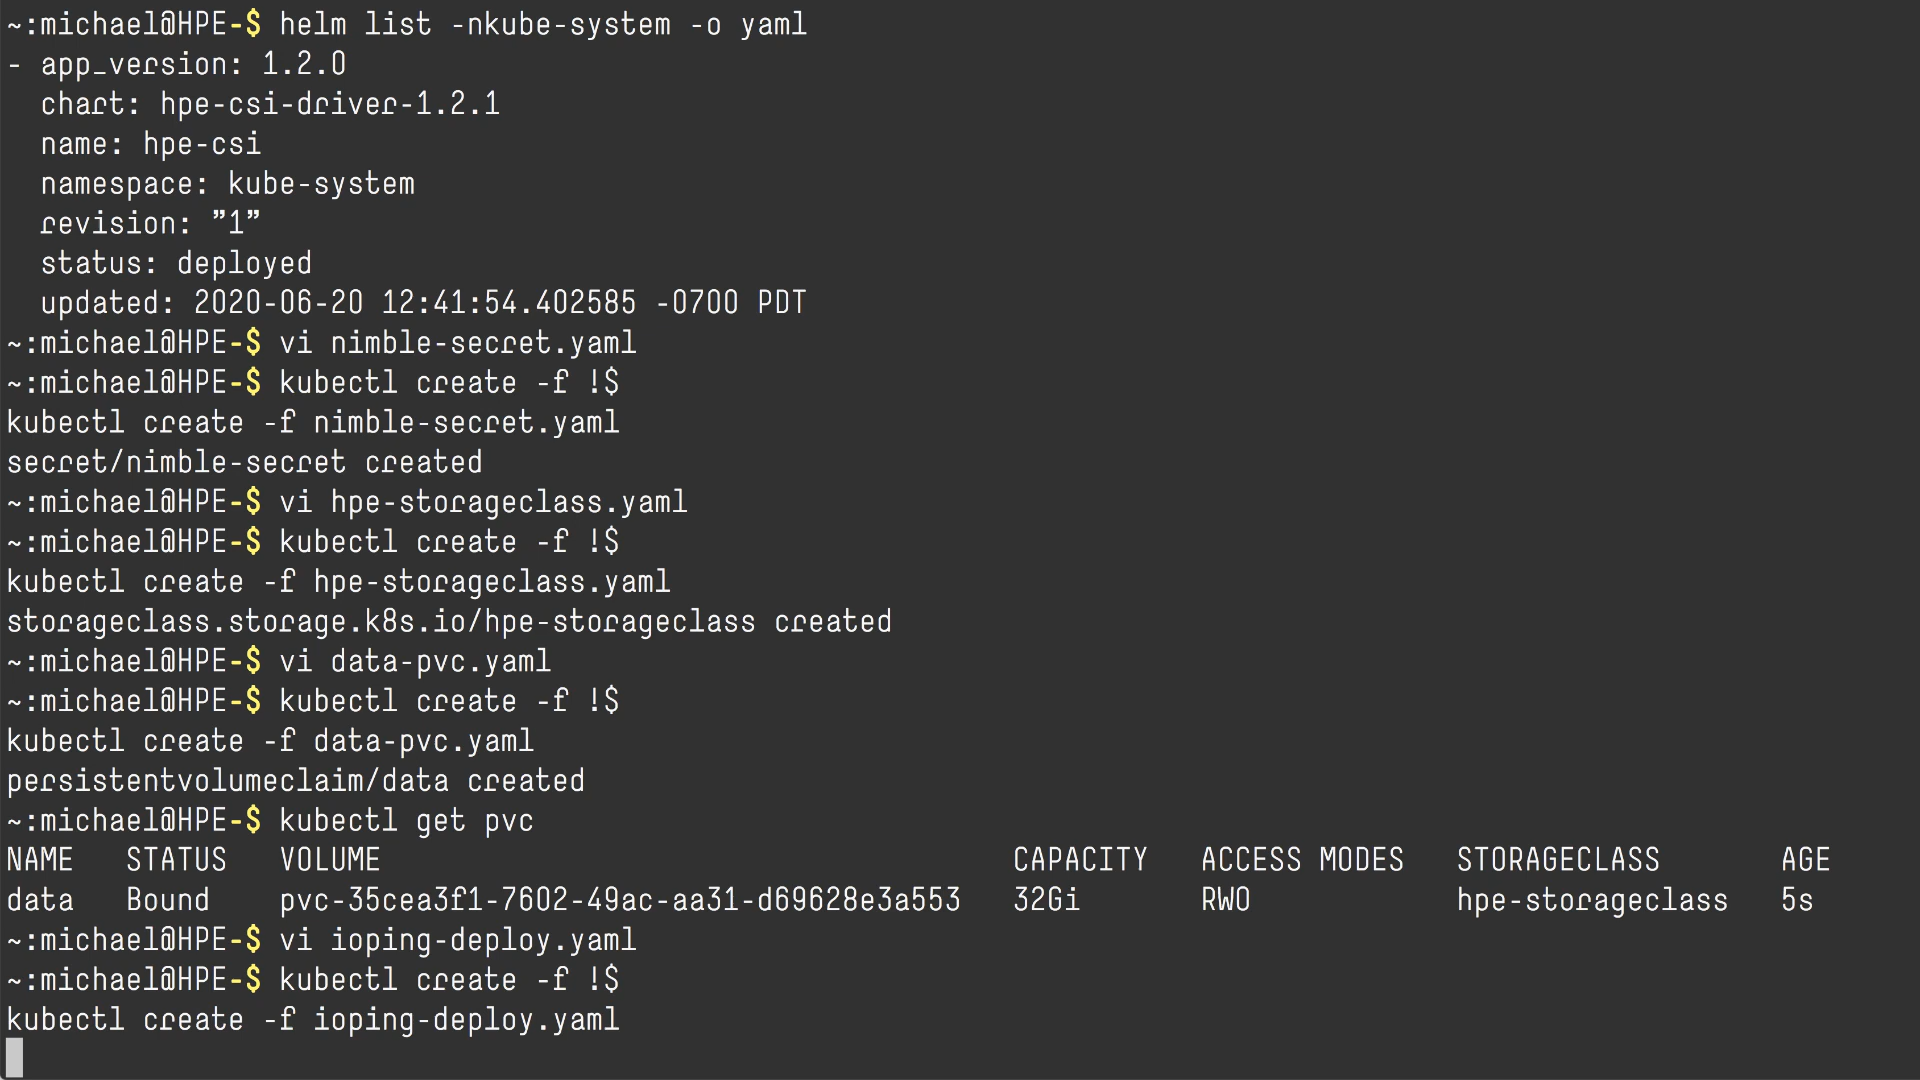 ~:michael@HPE-$ helm list -nkube-system -o yaml
- app_version: 1.2.0
  chart: hpe-csi-driver-1.2.1
  name: hpe-csi
  namespace: kube-system
  revision: "1"
  status: deployed
  updated: 2020-06-20 12:41:54.402585 -0700 PDT
~:michael@HPE-$ vi nimble-secret.yaml
~:michael@HPE-$ kubectl create -f !$
kubectl create -f nimble-secret.yaml
secret/nimble-secret created
~:michael@HPE-$ vi hpe-storageclass.yaml
~:michael@HPE-$ kubectl create -f !$
kubectl create -f hpe-storageclass.yaml
storageclass.storage.k8s.io/hpe-storageclass created
~:michael@HPE-$ vi data-pvc.yaml
~:michael@HPE-$ kubectl create -f !$
kubectl create -f data-pvc.yaml
persistentvolumeclaim/data created
~:michael@HPE-$ kubectl get pvc
NAME   STATUS   VOLUME                                     CAPACITY   ACCESS MODES   STORAGECLASS       AGE
data   Bound    pvc-35cea3f1-7602-49ac-aa31-d69628e3a553   32Gi       RWO            hpe-storageclass   5s
~:michael@HPE-$ vi ioping-deploy.yaml
~:michael@HPE-$ kubectl create -f !$
kubectl create -f ioping-deploy.yaml